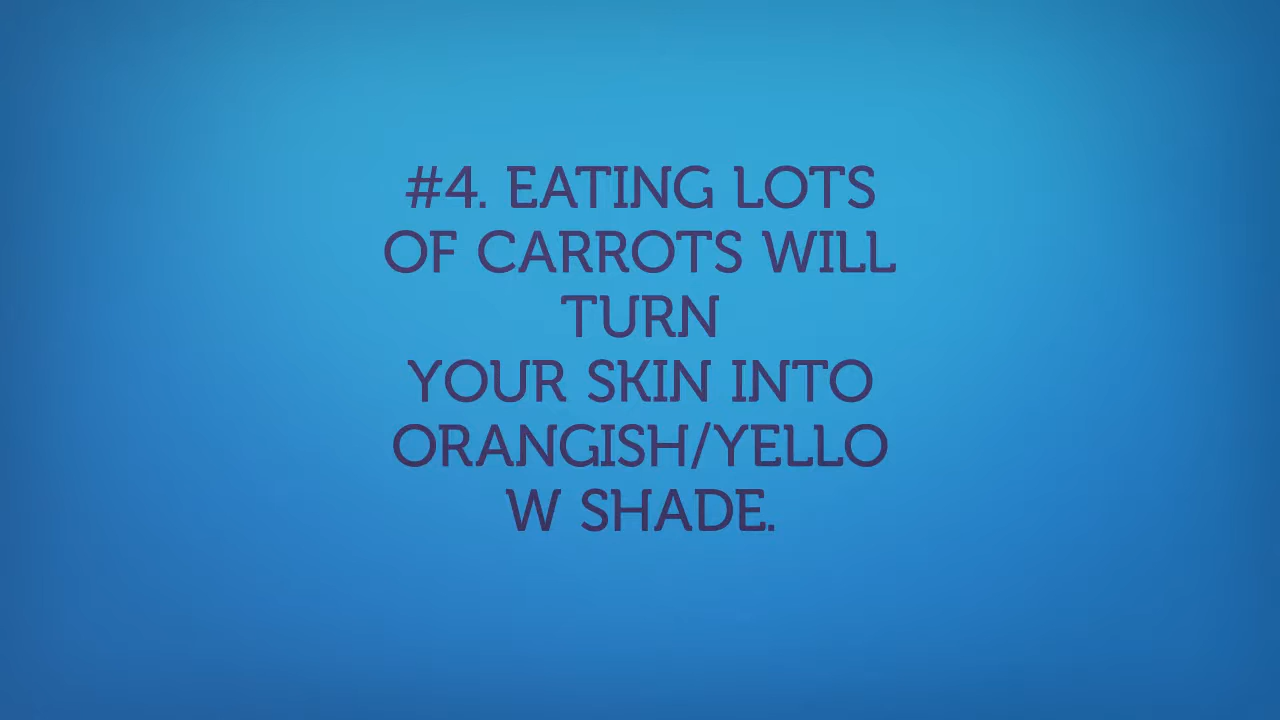 #4. EATING LOTS
OF CARROTS WILL
TURN
YOUR SKIN INTO
ORANGISH/YELLO
W SHADE.